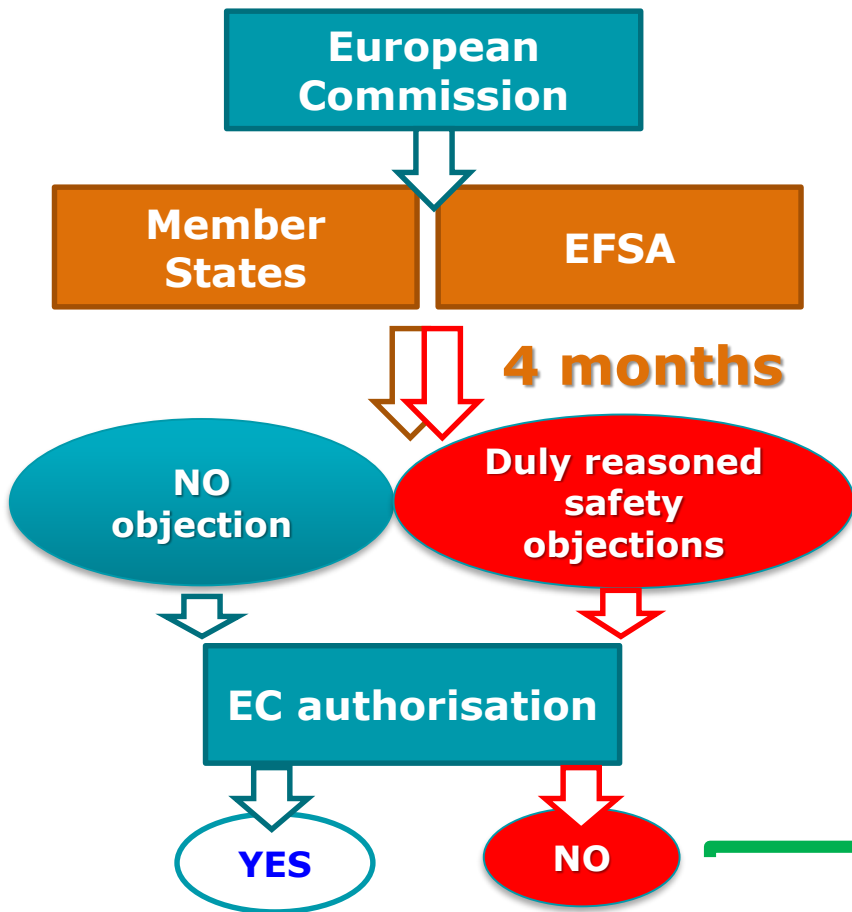 European
Commission
Member
States
EFSA
4 months
NO
objection
Duly reasoned
safety
objections
EC authorisation
YES
NO